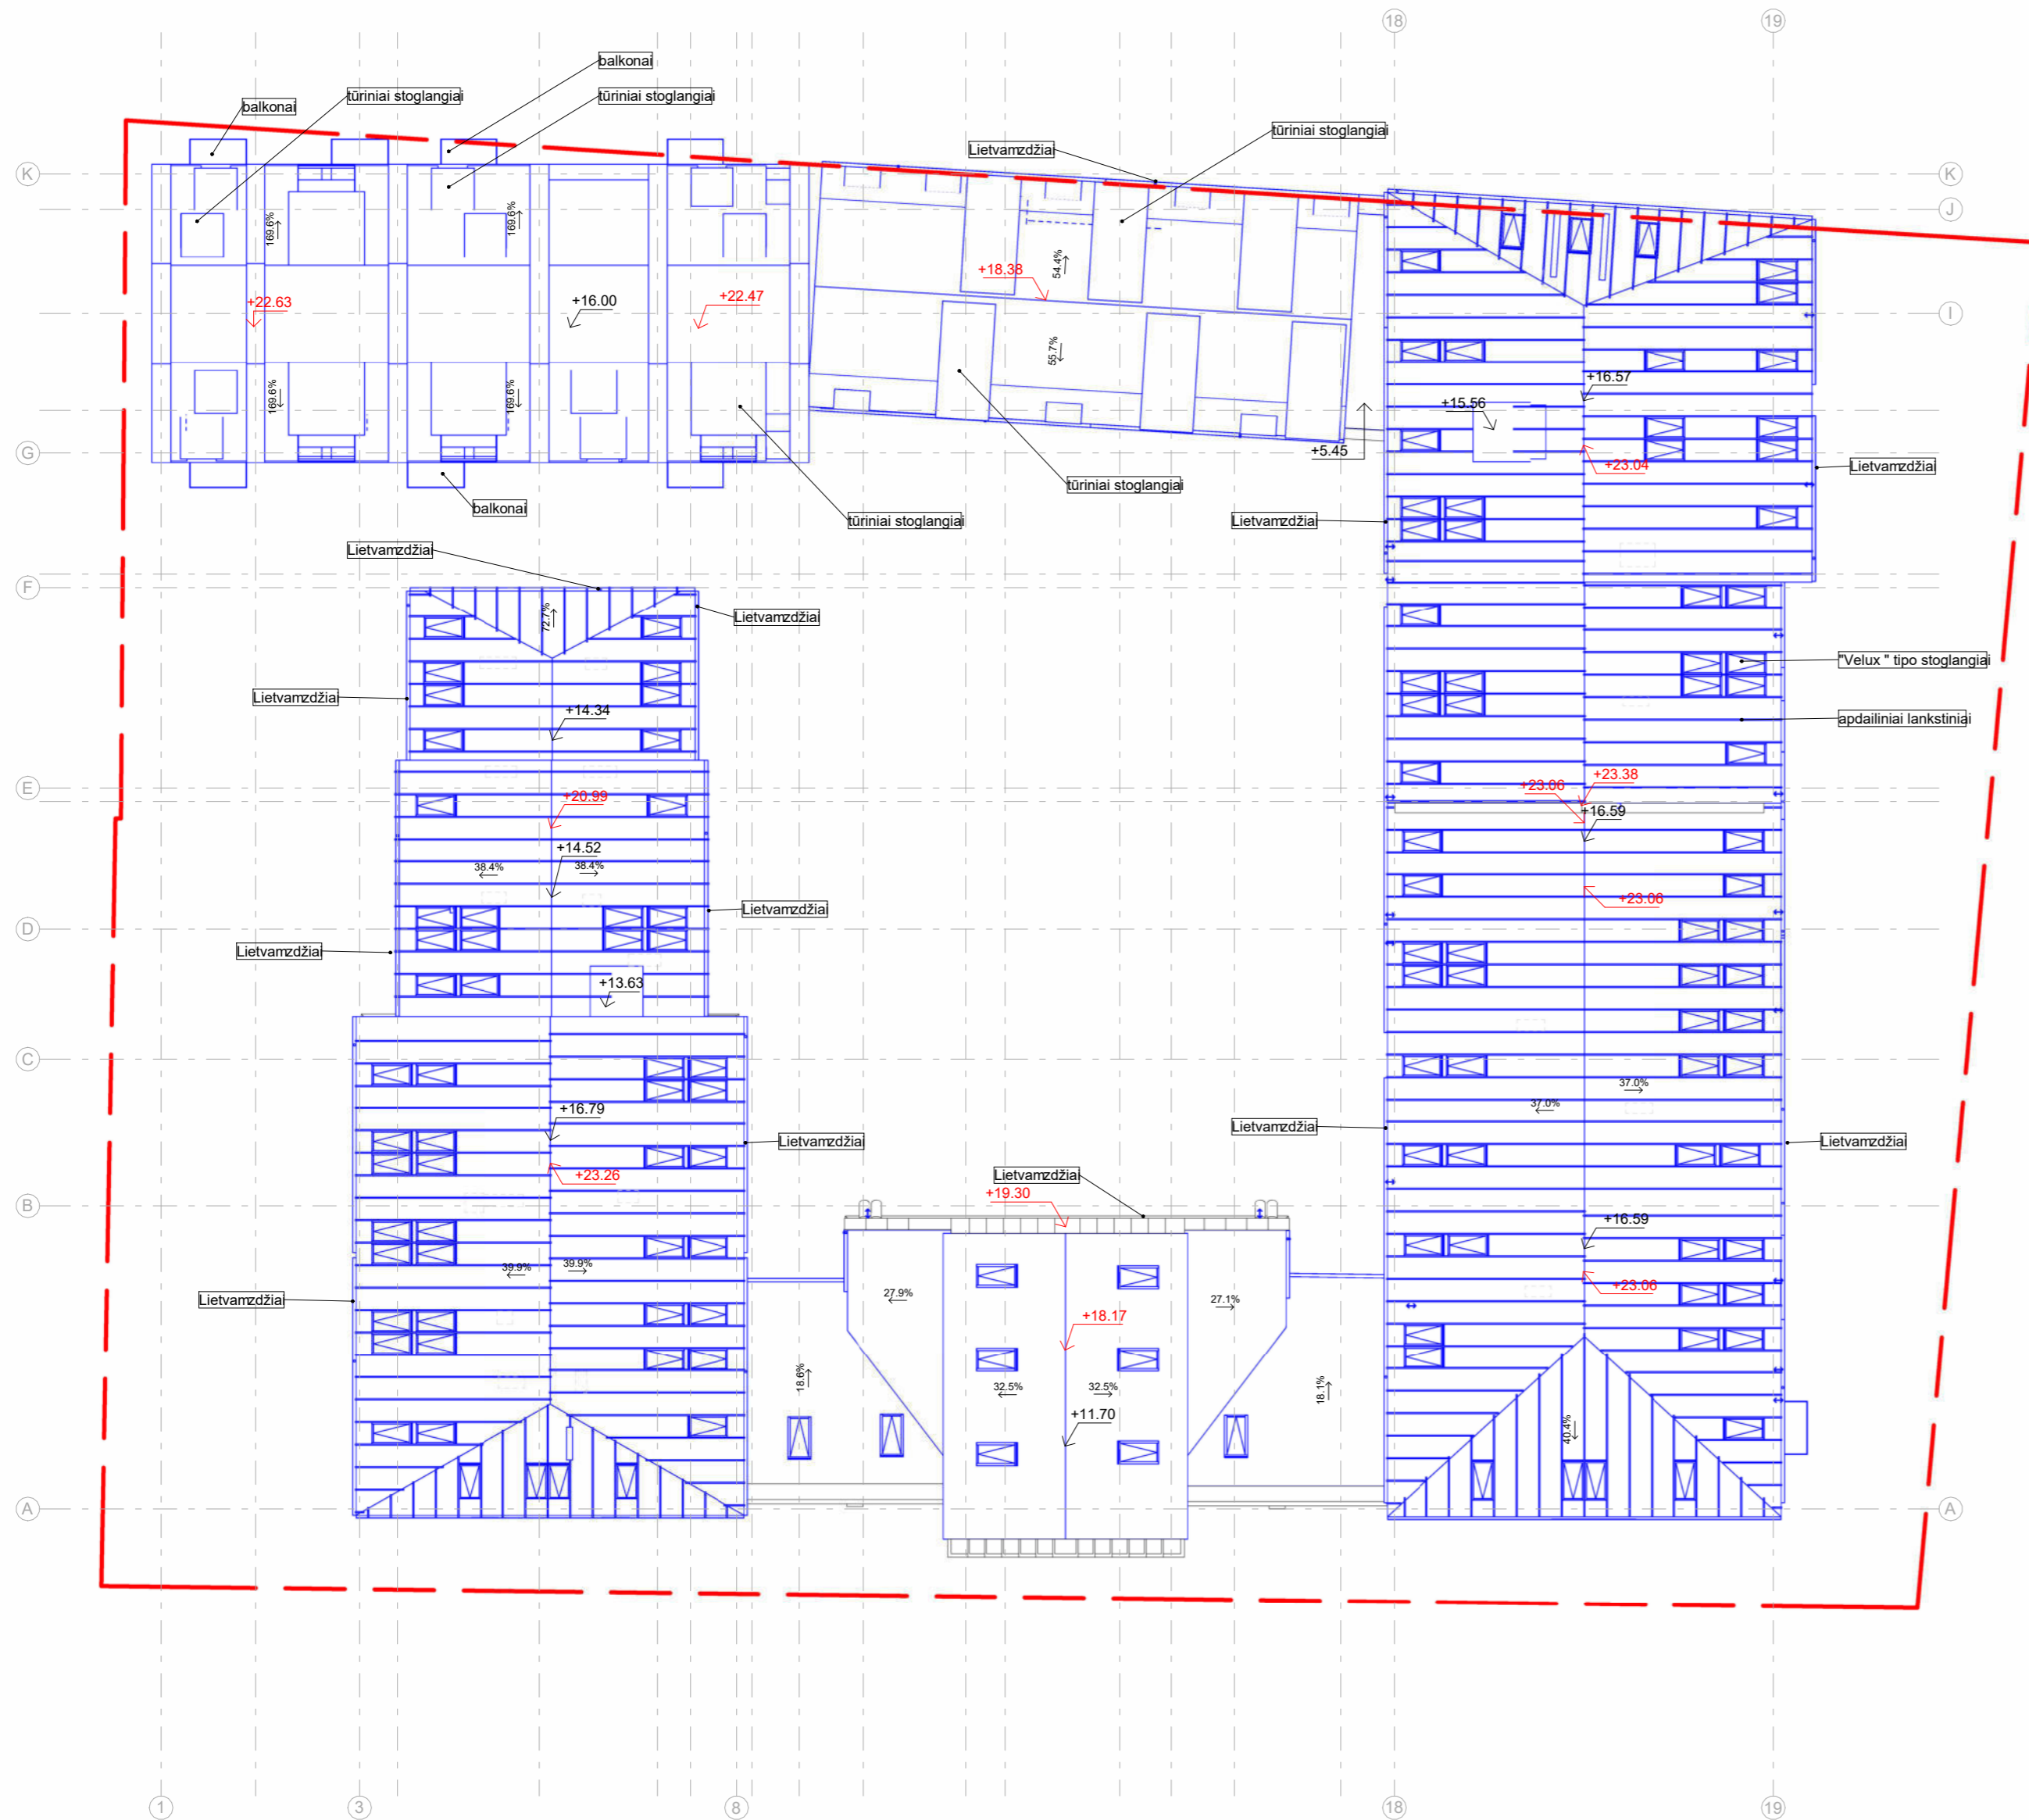 18
19
balkonai
tūriniai stoglangiai
tūriniai stoglangiai
balkonai
tūriniai stoglangiai
Lietvamzdžiai
K
K
J
169.6%
169.6%
54.4%
+18.38
+22.63
+16.00
+22.47
I
55.7%
+16.57
169.6%
169.6%
+15.56
G
G
+5.45
+23.04
Lietvamzdžiai
tūriniai stoglangiai
balkonai
tūriniai stoglangiai
Lietvamzdžiai
Lietvamzdžiai
F
72.7%
Lietvamzdžiai
"Velux " tipo stoglangiai
Lietvamzdžiai
+14.34
apdailiniai lankstiniai
E
+23.38
+23.06
+20.99
+16.59
+14.52
38.4%
38.4%
+23.06
Lietvamzdžiai
D
Lietvamzdžiai
+13.63
C
37.0%
37.0%
+16.79
Lietvamzdžiai
Lietvamzdžiai
Lietvamzdžiai
+23.26
Lietvamzdžiai
+19.30
B
+16.59
39.9%
39.9%
+23.06
27.9%
27.1%
Lietvamzdžiai
+18.17
18.6%
32.5%
32.5%
18.1%
+11.70
40.4%
A
A
1
3
8
18
19